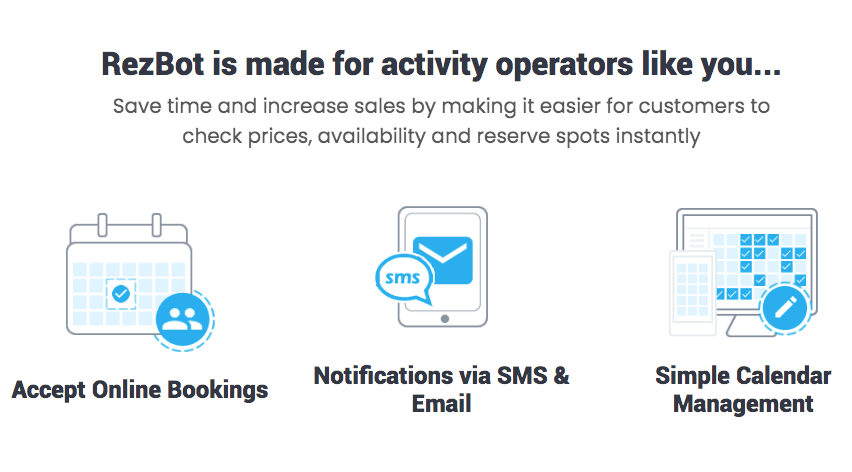 RezBot is made for activity operators like you...
Save time and increase sales by making it easier for customers to
check prices, availability and reserve spots instantly
sms
Accept Online Bookings
Notifications via SMS &
Email
Simple Calendar
Management